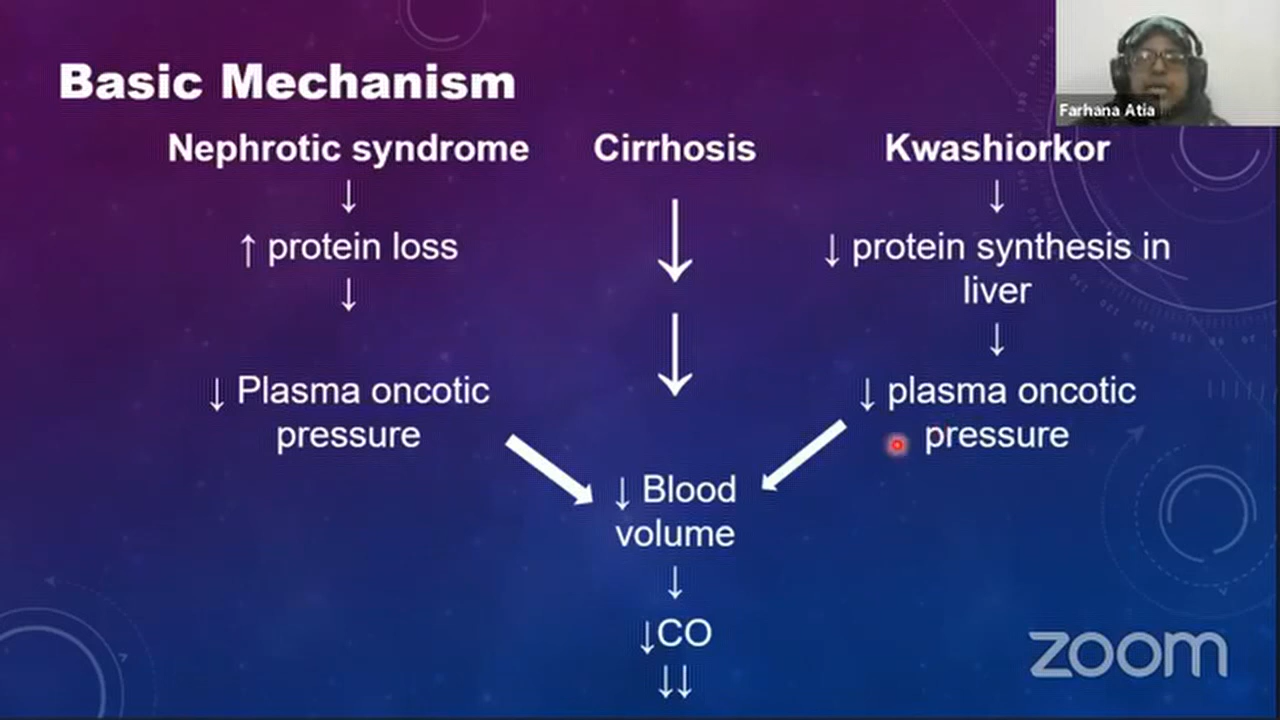 Basic Mechanism
Farhana Atia
Nephrotic syndrome
↓
↑ protein loss
↓
↓ Plasma oncotic
pressure
Cirrhosis
↓
↓
Kwashiorkor
↓
↓ protein synthesis in
liver
↓
↓ plasma oncotic
pressure
↓ Blood
volume
↓
↓CO
↓↓
zoom